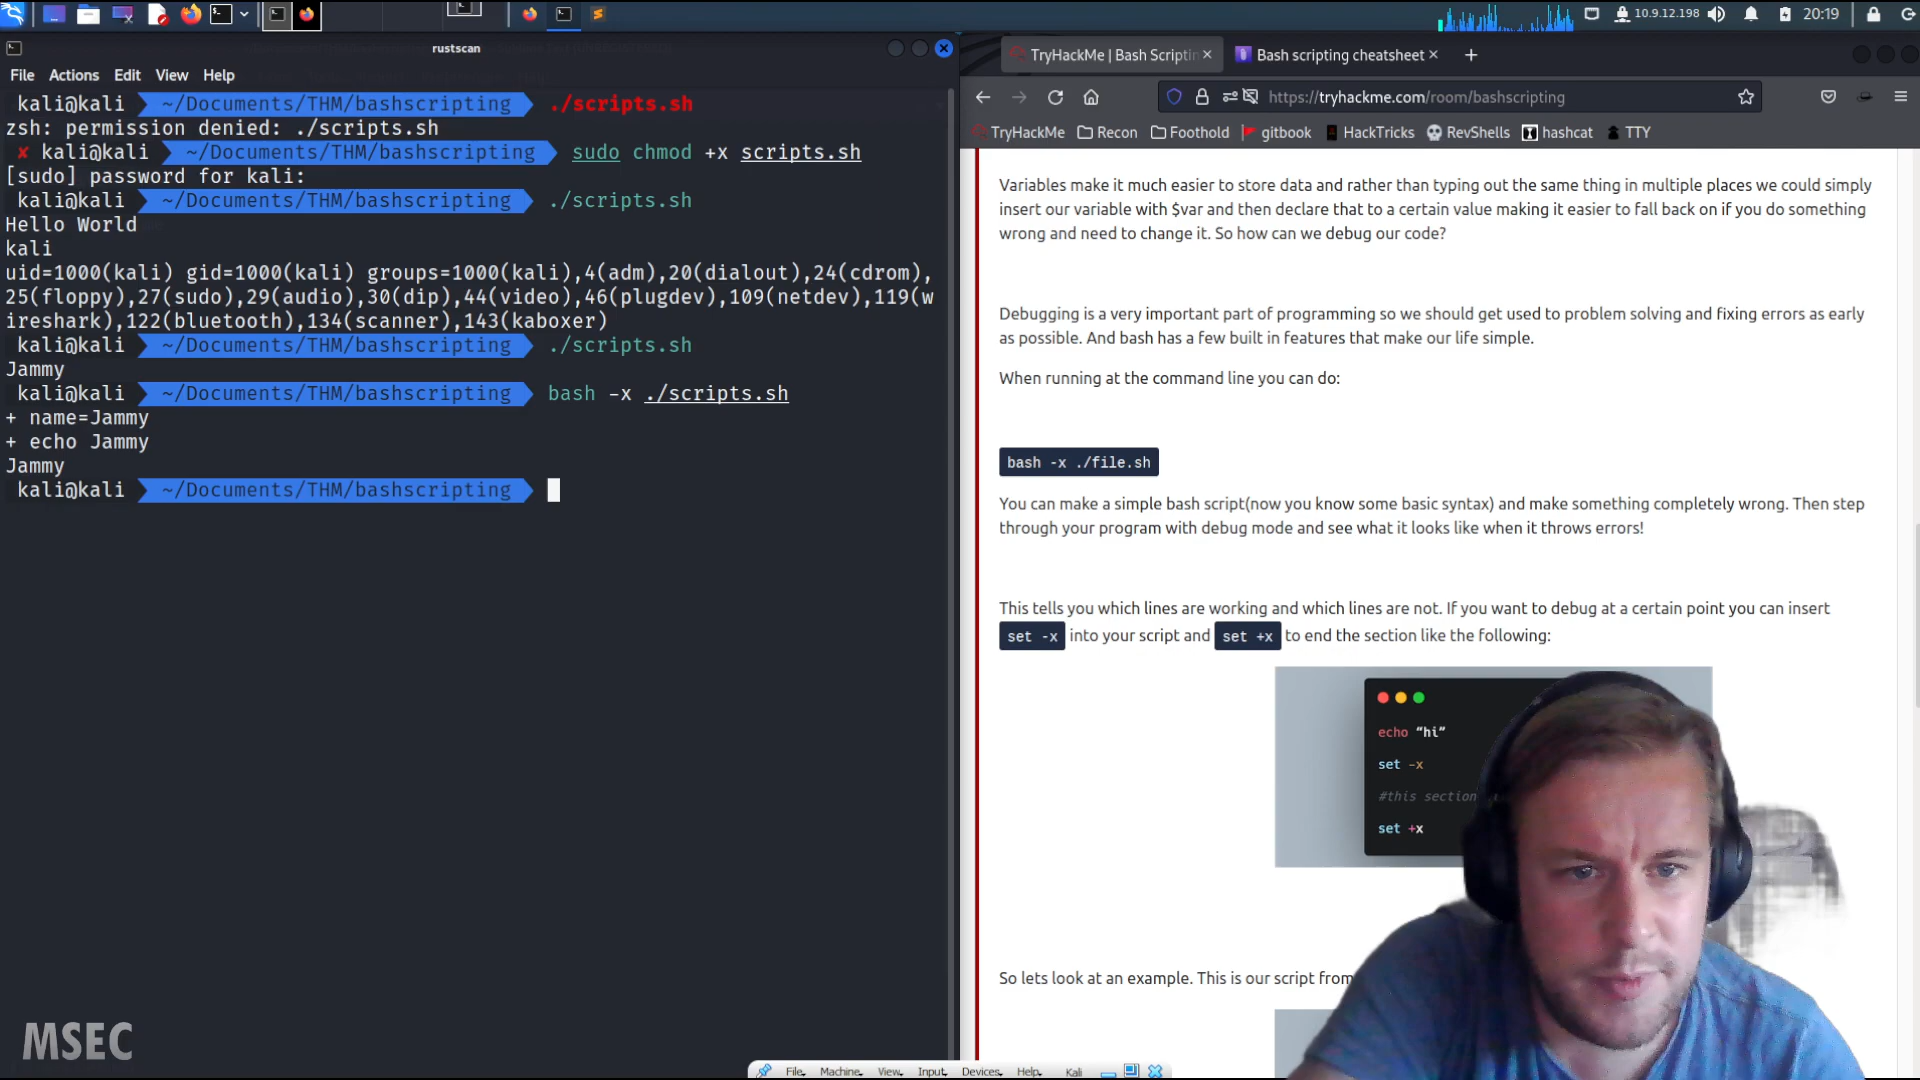 10.9.12.198
20:19
rustscan
File Actions Edit View Help
kali@kali ~/Documents/THM/bashscripting ./scripts.sh
zsh: permission denied: ./scripts.sh
✘ kali@kali ~/Documents/THM/bashscripting sudo chmod +x scripts.sh
[sudo] password for kali:
kali@kali ~/Documents/THM/bashscripting ./scripts.sh
Hello World
kali
uid=1000(kali) gid=1000(kali) groups=1000(kali),4(adm),20(dialout),24(cdrom),
25(floppy),27(sudo),29(audio),30(dip),44(video),46(plugdev),109(netdev),119(w
ireshark),122(bluetooth),134(scanner),143(kaboxer)
kali@kali ~/Documents/THM/bashscripting ./scripts.sh
Jammy
kali@kali ~/Documents/THM/bashscripting bash -x ./scripts.sh
+ name=Jammy
+ echo Jammy
Jammy
kali@kali ~/Documents/THM/bashscripting
MSEC
TryHackMe | Bash Scriptin
Bash scripting cheatsheet
https://tryhackme.com/room/bashscripting
TryHackMe Recon Foothold gitbook HackTricks RevShells hashcat TTY
Variables make it much easier to store data and rather than typing out the same thing in multiple places we could simply
insert our variable with $var and then declare that to a certain value making it easier to fall back on if you do something
wrong and need to change it. So how can we debug our code?
Debugging is a very important part of programming so we should get used to problem solving and fixing errors as early
as possible. And bash has a few built in features that make our life simple.
When running at the command line you can do:
bash -x ./file.sh
You can make a simple bash script(now you know some basic syntax) and make something completely wrong. Then step
through your program with debug mode and see what it looks like when it throws errors!
This tells you which lines are working and which lines are not. If you want to debug at a certain point you can insert
set -x into your script and set +x to end the section like the following:
echo “hi”
set -x
#this section
set +x
So lets look at an example. This is our script from
File Machine View Input Devices Help Kali